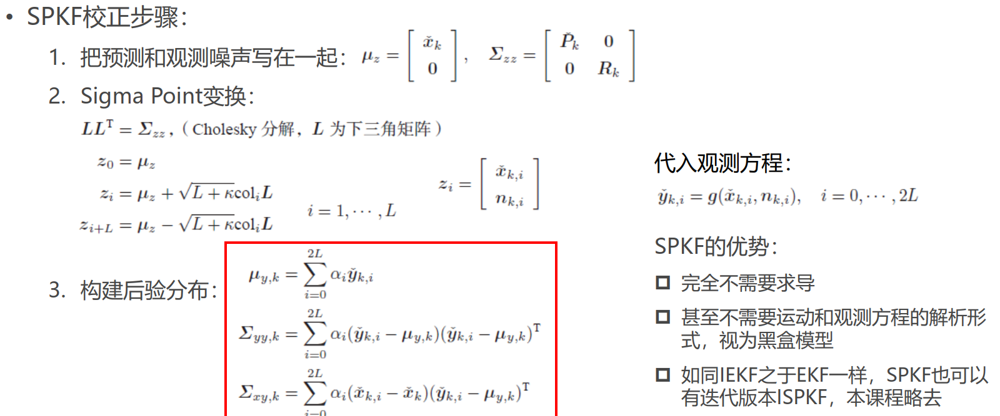 • SPKF校正步骤：
1. 把预测和观测噪声写在一起： $\mu_z = \begin{bmatrix} \check{x}_k \\ 0 \end{bmatrix}, \quad \Sigma_{zz} = \begin{bmatrix} \check{P}_k & 0 \\ 0 & R_k \end{bmatrix}$
2. Sigma Point变换：
$LL^{\mathrm{T}} = \Sigma_{zz}$，（Cholesky 分解，$L$ 为下三角矩阵）
$z_0 = \mu_z$
$z_i = \mu_z + \sqrt{L+\kappa}\mathrm{col}_i L$
$z_{i+L} = \mu_z - \sqrt{L+\kappa}\mathrm{col}_i L$
$i = 1, \cdots, L$
$z_i = \begin{bmatrix} \check{x}_{k,i} \\ n_{k,i} \end{bmatrix}$
代入观测方程：
$\check{y}_{k,i} = g(\check{x}_{k,i}, n_{k,i}), \quad i = 0, \cdots, 2L$
3. 构建后验分布：
$\mu_{y,k} = \sum_{i=0}^{2L} \alpha_i \check{y}_{k,i}$
$\Sigma_{yy,k} = \sum_{i=0}^{2L} \alpha_i (\check{y}_{k,i} - \mu_{y,k})(\check{y}_{k,i} - \mu_{y,k})^{\mathrm{T}}$
$\Sigma_{xy,k} = \sum_{i=0}^{2L} \alpha_i (\check{x}_{k,i} - \check{x}_k)(\check{y}_{k,i} - \mu_{y,k})^{\mathrm{T}}$
SPKF的优势：
完全不需要求导
甚至不需要运动和观测方程的解析形
式，视为黑盒模型
如同IEKF之于EKF一样，SPKF也可以
有迭代版本ISPKF，本课程略去